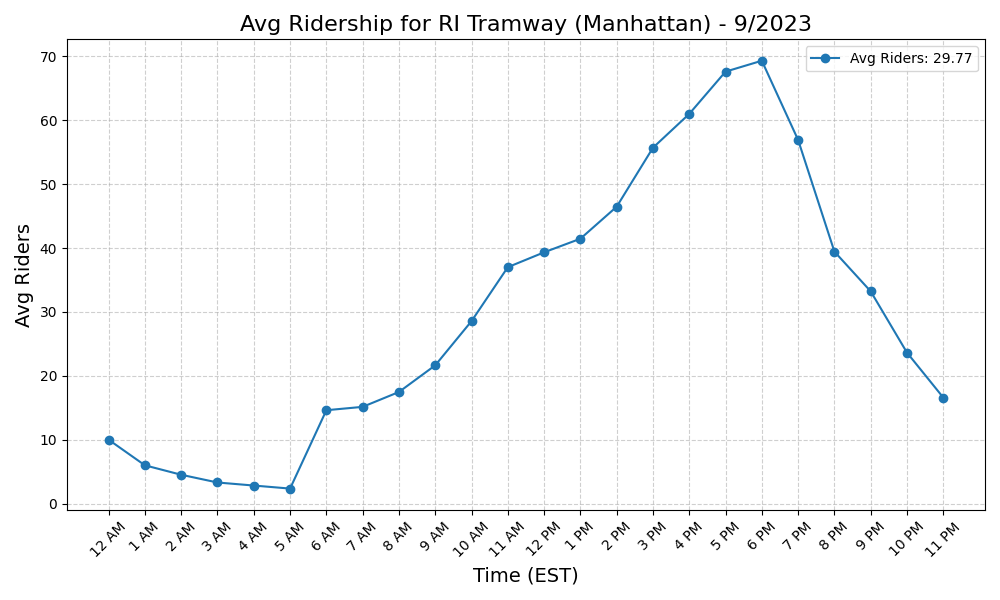 Avg Ridership for RI Tramway (Manhattan) - 9/2023
Avg Riders: 29.77
Avg Riders
70
60
50
40
30
20
10
0
12 AM
1 AM
2 AM
3 AM
4 AM
5 AM
6 AM
7 AM
8 AM
9 AM
10 AM
11 AM
12 PM
1 PM
2 PM
3 PM
4 PM
5 PM
6 PM
7 PM
8 PM
9 PM
10 PM
11 PM
Time (EST)